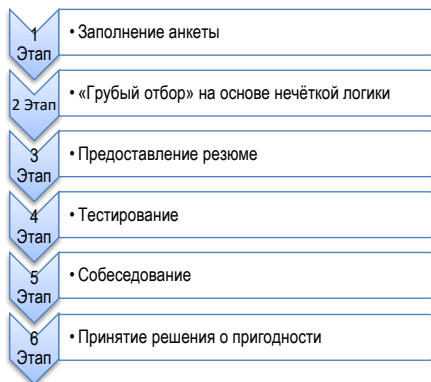 1
Этап
• Заполнение анкеты
2 Этап
• «Грубый отбор» на основе нечёткой логики
3
Этап
• Предоставление резюме
4
Этап
• Тестирование
5
Этап
• Собеседование
6
Этап
• Принятие решения о пригодности